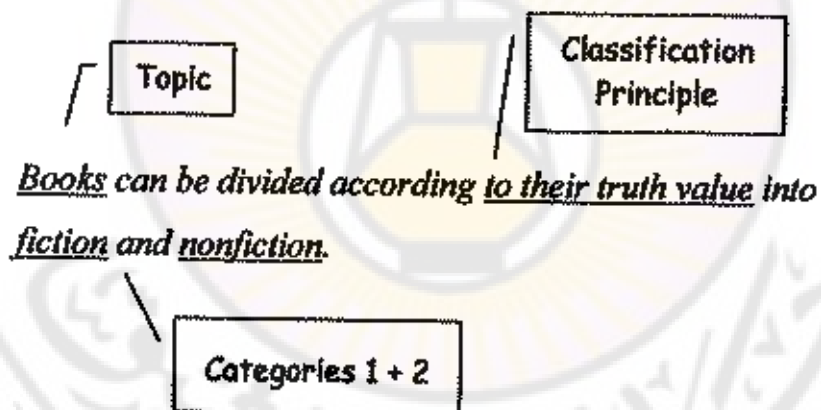 Topic
Classification
Principle
Books can be divided according to their truth value into
fiction and nonfiction.
Categories 1 + 2